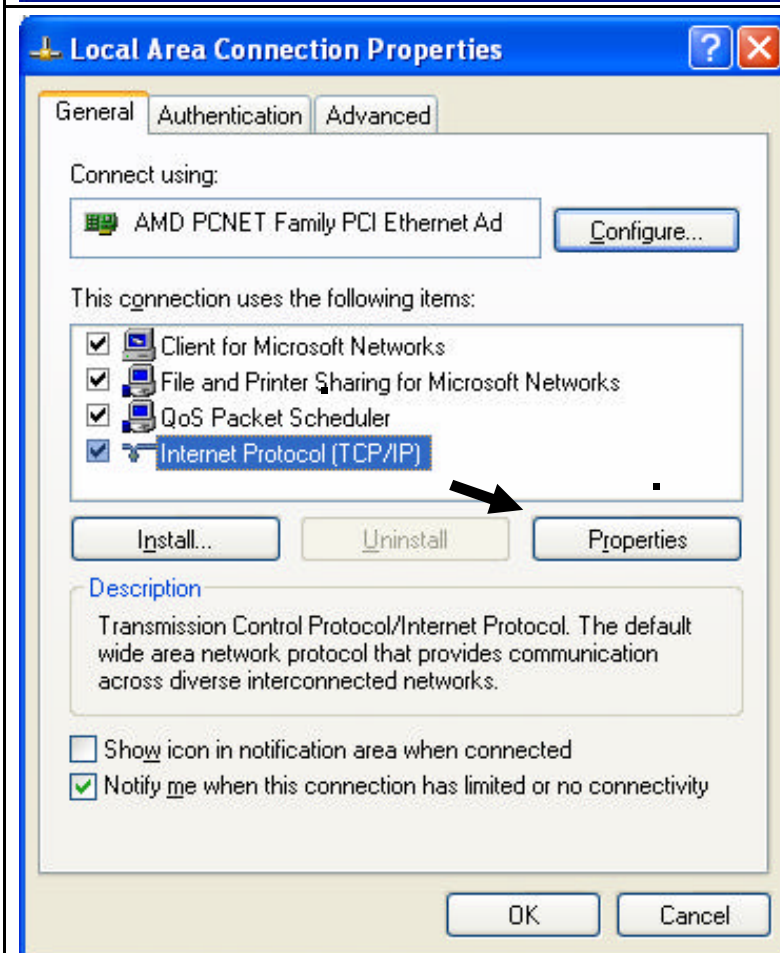 Local Area Connection Properties
General Authentication Advanced
Connect using:
AMD PCNET Family PCI Ethernet Ad
Configure...
This connection uses the following items:
Client for Microsoft Networks
File and Printer Sharing for Microsoft Networks
QoS Packet Scheduler
Internet Protocol (TCP/IP)
Install... Uninstall Properties
Description
Transmission Control Protocol/Internet Protocol. The default
wide area network protocol that provides communication
across diverse interconnected networks.
Show icon in notification area when connected
Notify me when this connection has limited or no connectivity
OK Cancel